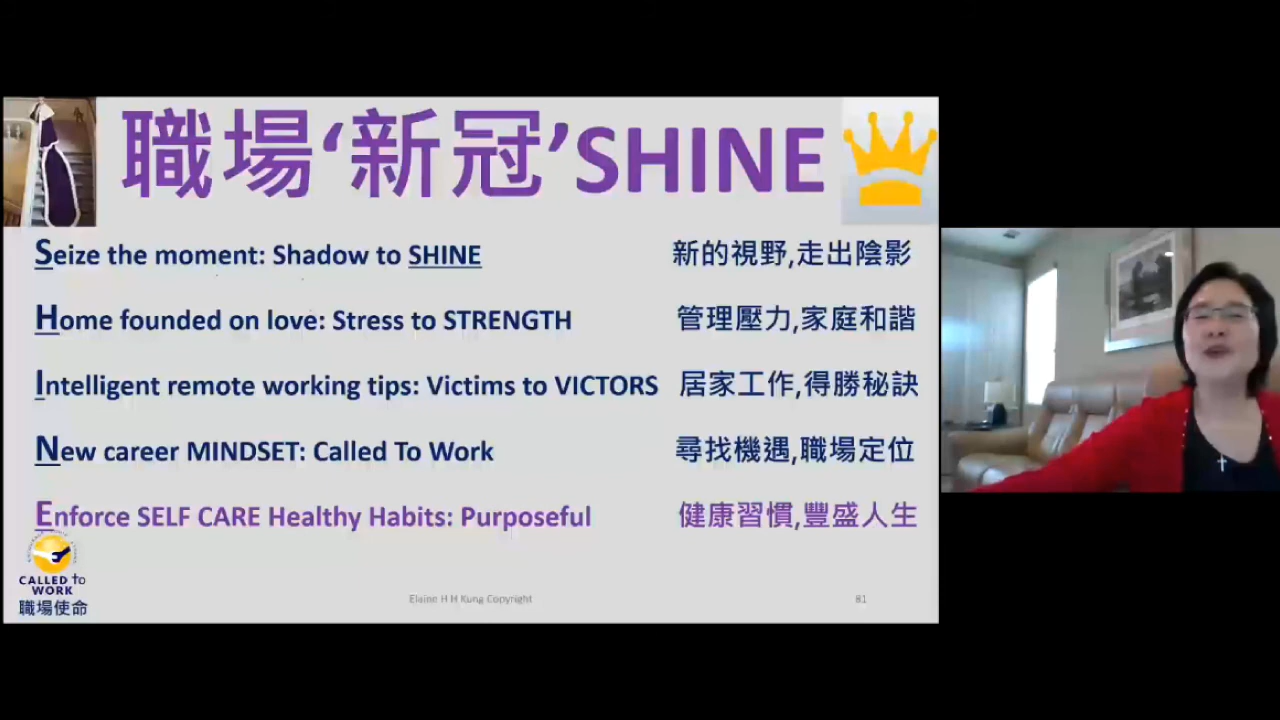 職場‘新冠’SHINE
Seize the moment: Shadow to SHINE 新的視野,走出陰影
Home founded on love: Stress to STRENGTH 管理壓力,家庭和諧
Intelligent remote working tips: Victims to VICTORS 居家工作,得勝秘訣
New career MINDSET: Called To Work 尋找機遇,職場定位
Enforce SELF CARE Healthy Habits: Purposeful 健康習慣,豐盛人生
CALLED to
WORK
職場使命
Elaine H H Kung Copyright 81